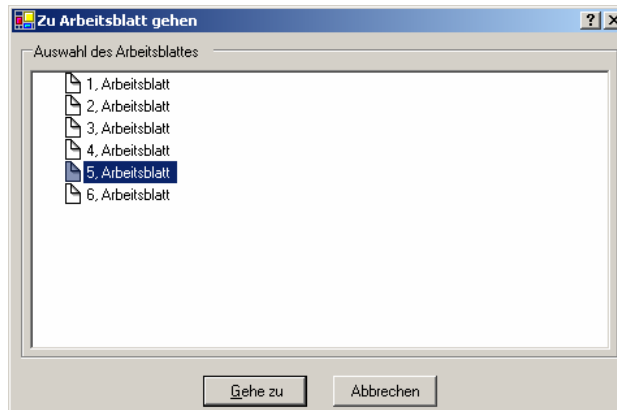 Zu Arbeitsblatt gehen
Auswahl des Arbeitsblattes
1, Arbeitsblatt
2, Arbeitsblatt
3, Arbeitsblatt
4, Arbeitsblatt
5, Arbeitsblatt
6, Arbeitsblatt
Gehe zu Abbrechen